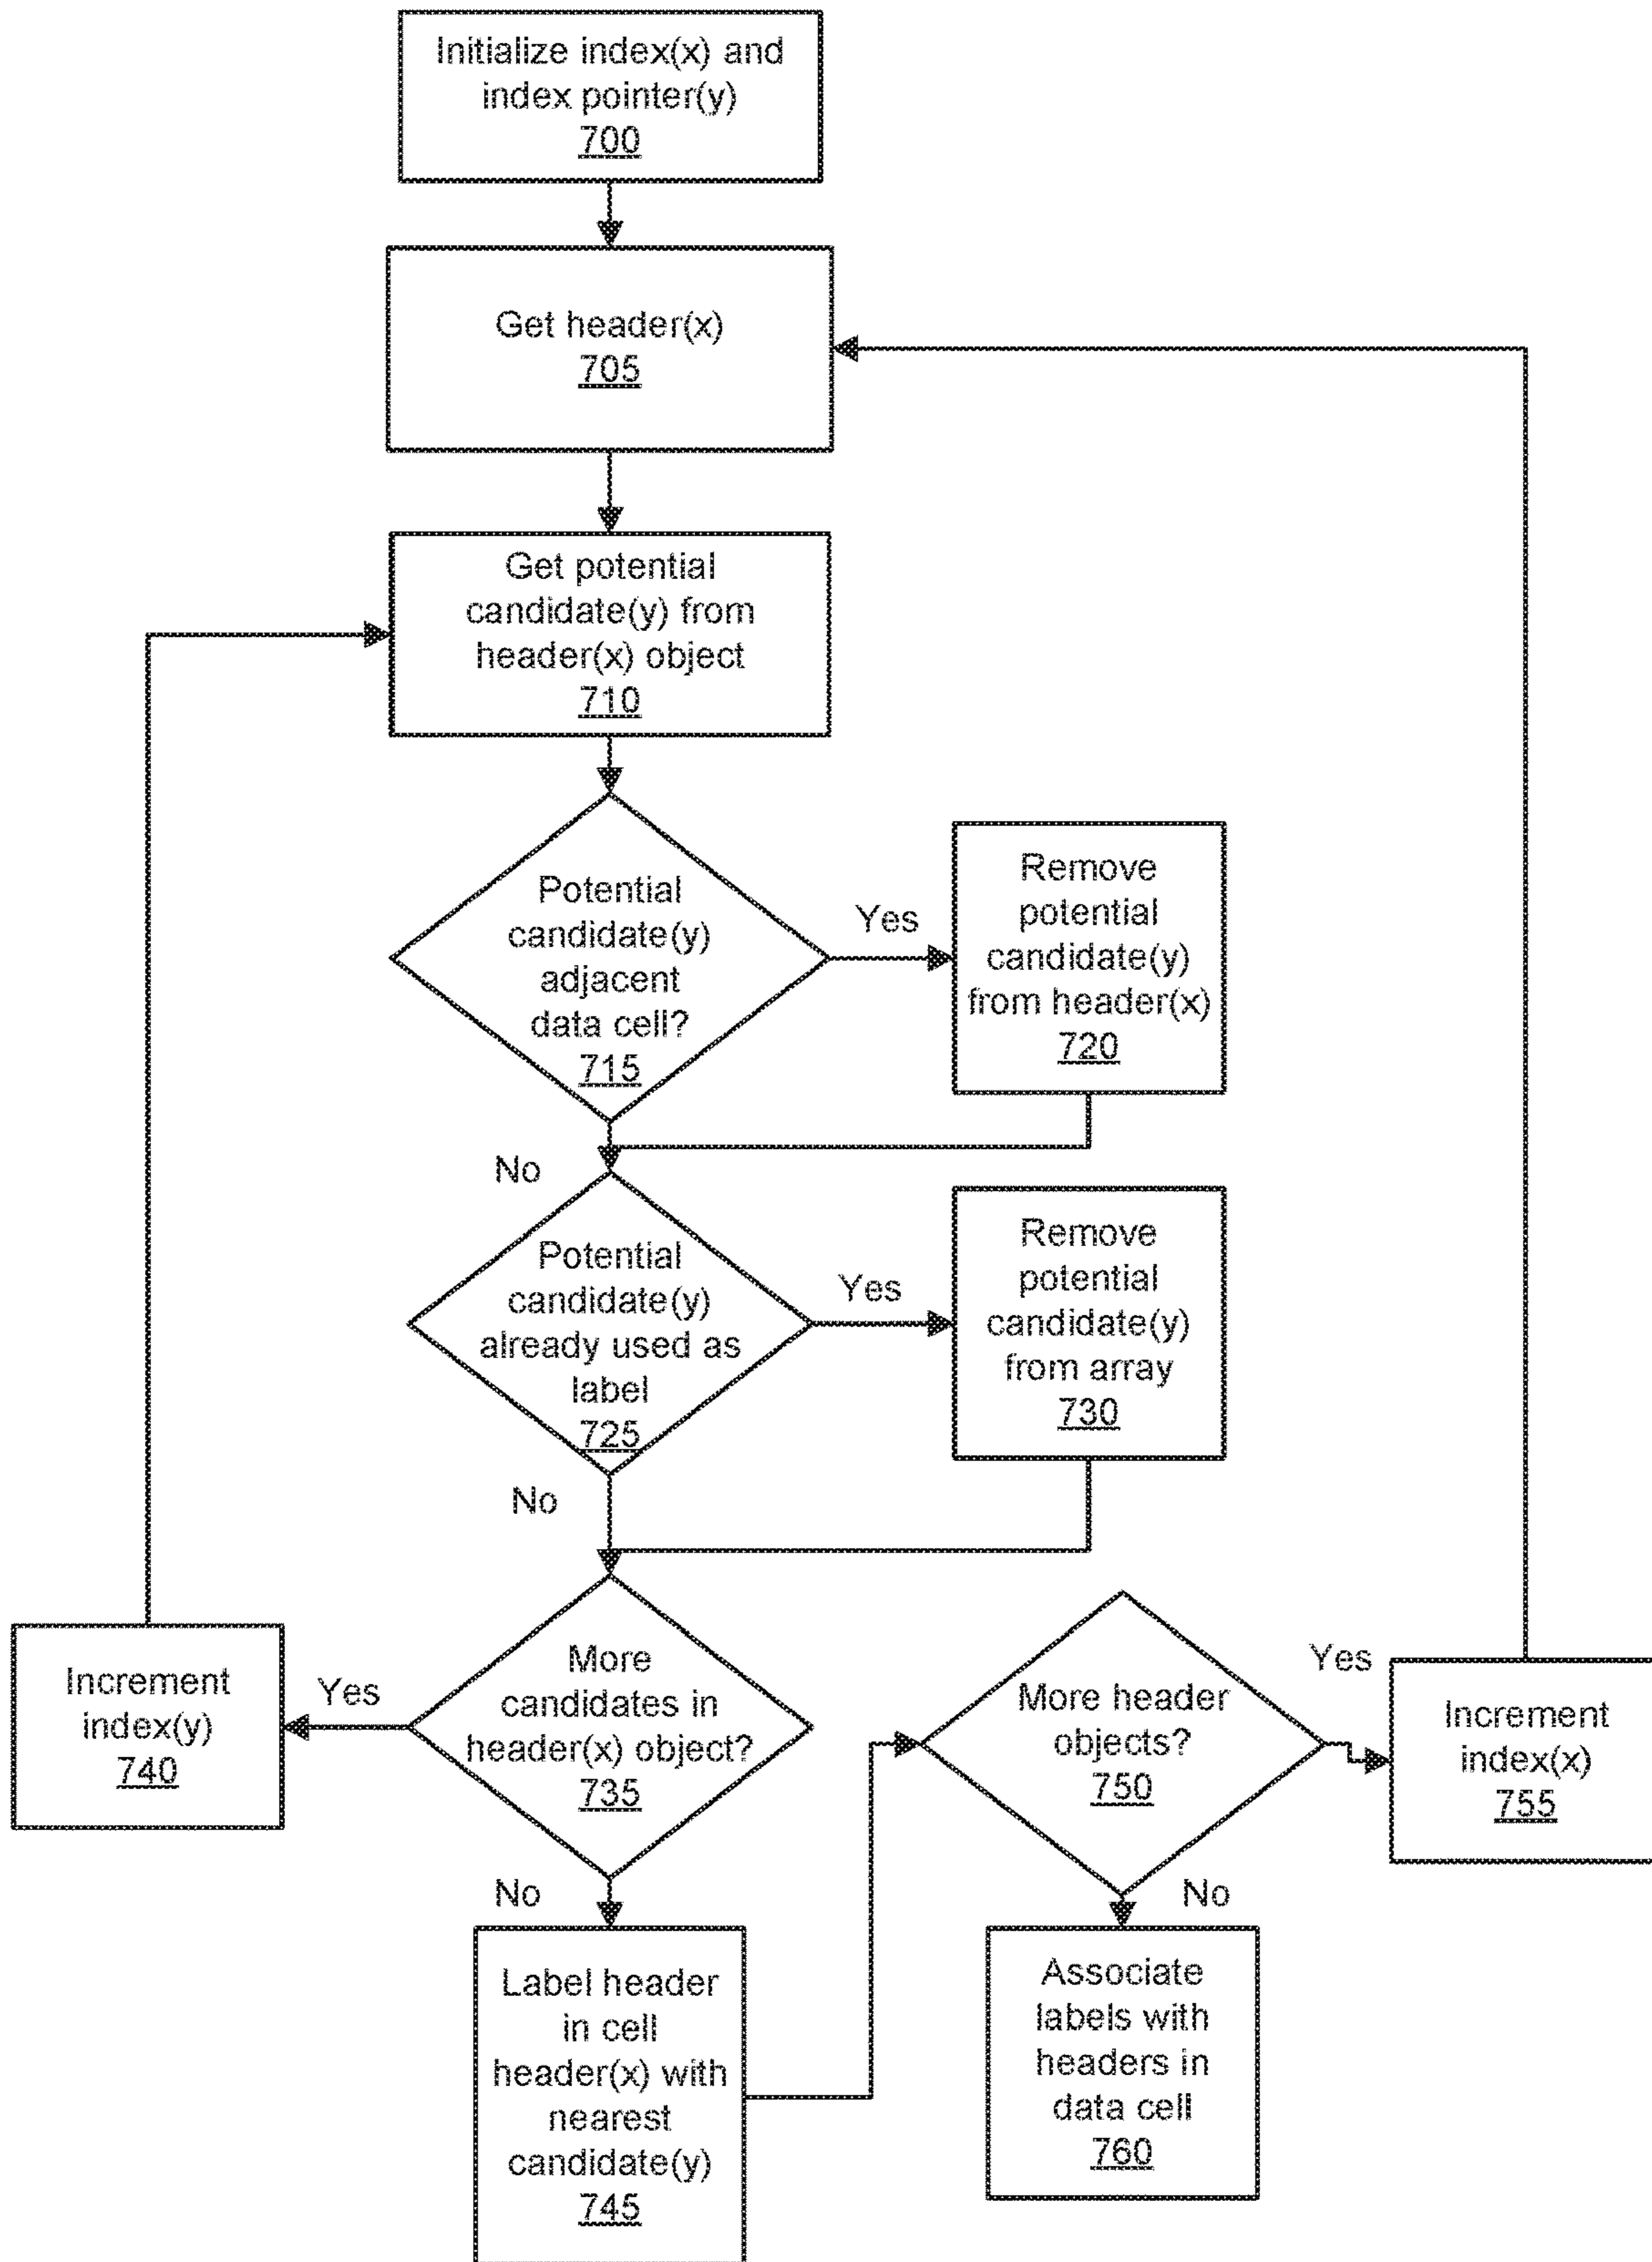 Initialize index(x) and
index pointer(y)
700
Get header(x)
705
Get potential
candidate(y) from
header(x) object
710
Potential
candidate(y)
adjacent
data cell?
715
Yes
Remove
potential
candidate(y)
from header(x)
720
No
Potential
candidate(y)
already used as
label
725
Yes
Remove
potential
candidate(y)
from array
730
No
More
candidates in
header(x) object?
735
Yes
Increment
index(y)
740
No
Label header
in cell
header(x) with
nearest
candidate(y)
745
More header
objects?
750
Yes
Increment
index(x)
755
No
Associate
labels with
headers in
data cell
760